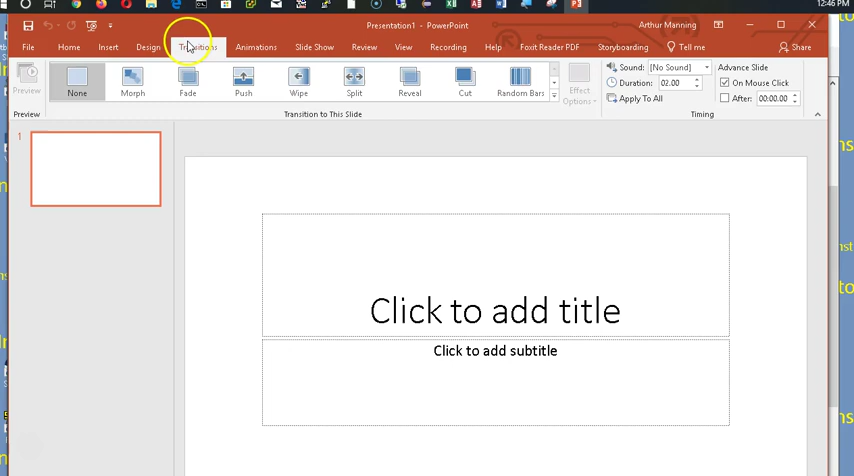 12:46 PM
Presentation1 - PowerPoint
Arthur Manning
File Home Insert Design Transitions Animations Slide Show Review View Recording Help Foxit Reader PDF Storyboarding Tell me Share
Preview
None Morph Fade Push Wipe Split Reveal Cut Random Bars
Effect
Options
Sound: [No Sound]
Duration: 02.00
Apply To All
Advance Slide
On Mouse Click
After: 00:00.00
Preview Transition to This Slide Timing
1
Click to add title
Click to add subtitle